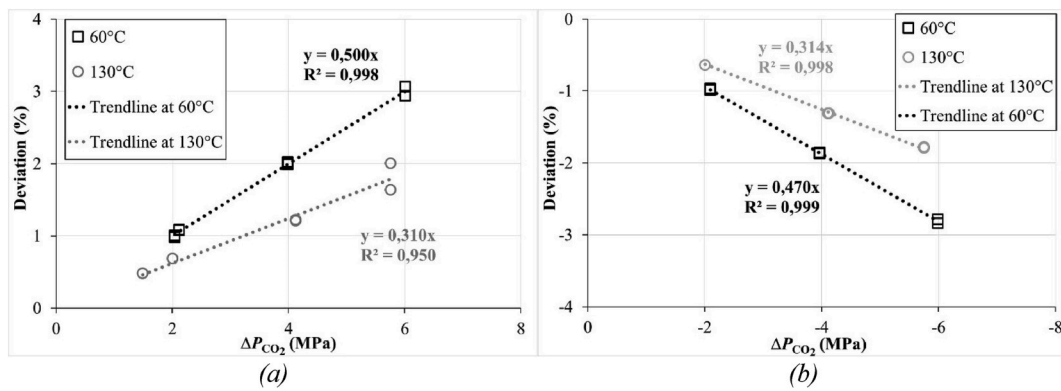 4
3
2
1
0
Deviation (%)
60°C
130°C
Trendline at 60°C
Trendline at 130°C
y = 0,500x
R² = 0,998
y = 0,310x
R² = 0,950
0 2 4 6 8
ΔP_CO₂ (MPa)
(a)
0
-1
-2
-3
-4
Deviation (%)
y = 0,314x
R² = 0,998
60°C
130°C
Trendline at 130°C
Trendline at 60°C
y = 0,470x
R² = 0,999
0 -2 -4 -6 -8
ΔP_CO₂ (MPa)
(b)